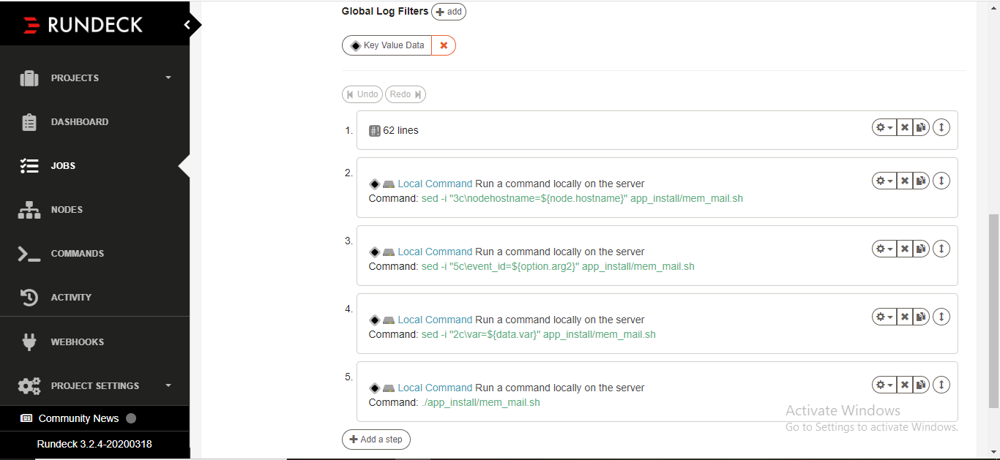 RUNDECK
PROJECTS
DASHBOARD
JOBS
NODES
COMMANDS
ACTIVITY
WEBHOOKS
PROJECT SETTINGS
Community News
Rundeck 3.2.4-20200318
Global Log Filters + add
Key Value Data
Undo Redo
1. #! 62 lines
2. Local Command Run a command locally on the server
Command: sed -i "3c\nodehostname=${node.hostname}" app_install/mem_mail.sh
3. Local Command Run a command locally on the server
Command: sed -i "5c\event_id=${option.arg2}" app_install/mem_mail.sh
4. Local Command Run a command locally on the server
Command: sed -i "2c\var=${data.var}" app_install/mem_mail.sh
5. Local Command Run a command locally on the server
Command: ./app_install/mem_mail.sh
+ Add a step
Activate Windows
Go to Settings to activate Windows.